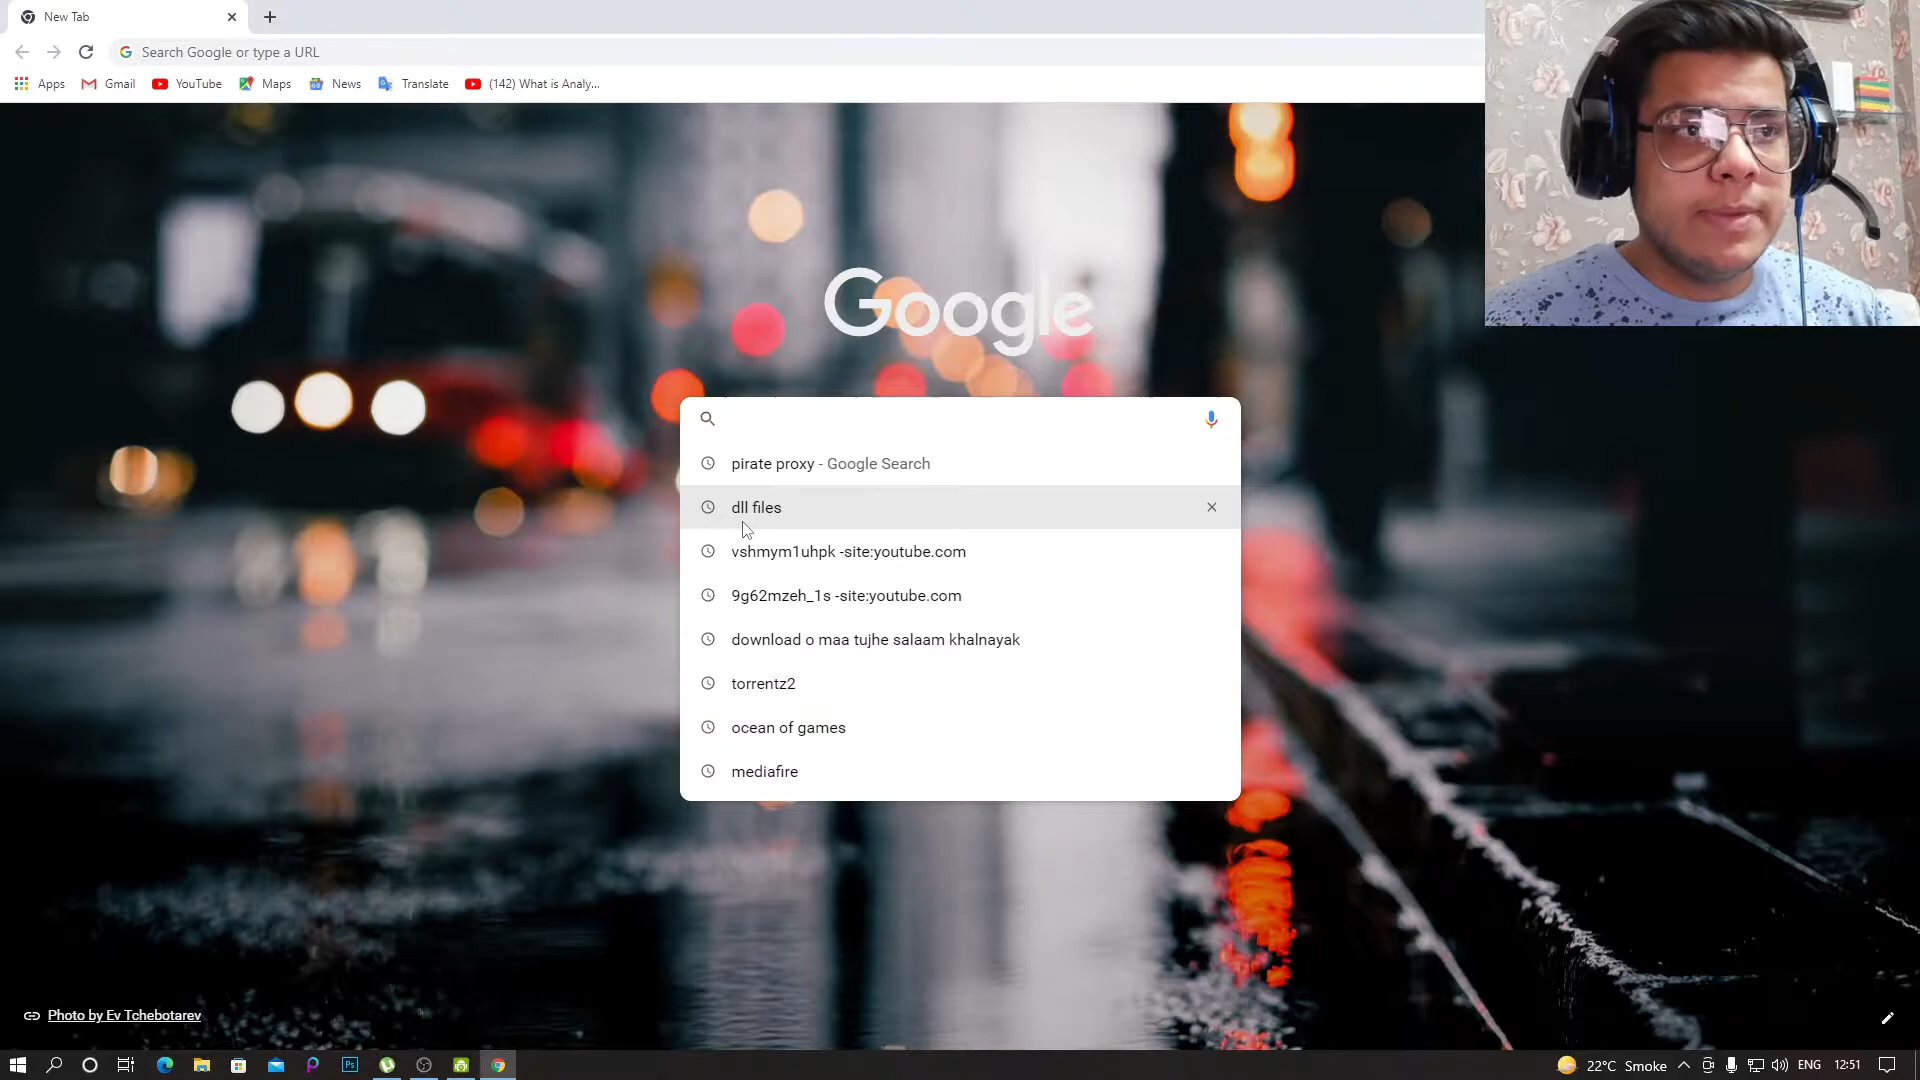 New Tab
Search Google or type a URL
Apps Gmail YouTube Maps News Translate (142) What is Analy...
Google
pirate proxy - Google Search
dll files
vshmym1uhpk -site:youtube.com
9g62mzeh_1s -site:youtube.com
download o maa tujhe salaam khalnayak
torrentz2
ocean of games
mediafire
Photo by Ev Tchebotarev
22°C Smoke ENG 12:51